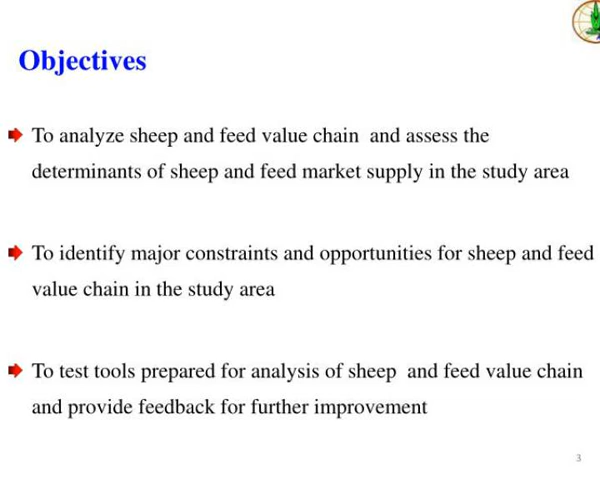 Objectives
To analyze sheep and feed value chain  and assess the
determinants of sheep and feed market supply in the study area
To identify major constraints and opportunities for sheep and feed
value chain in the study area
To test tools prepared for analysis of sheep  and feed value chain
and provide feedback for further improvement
3